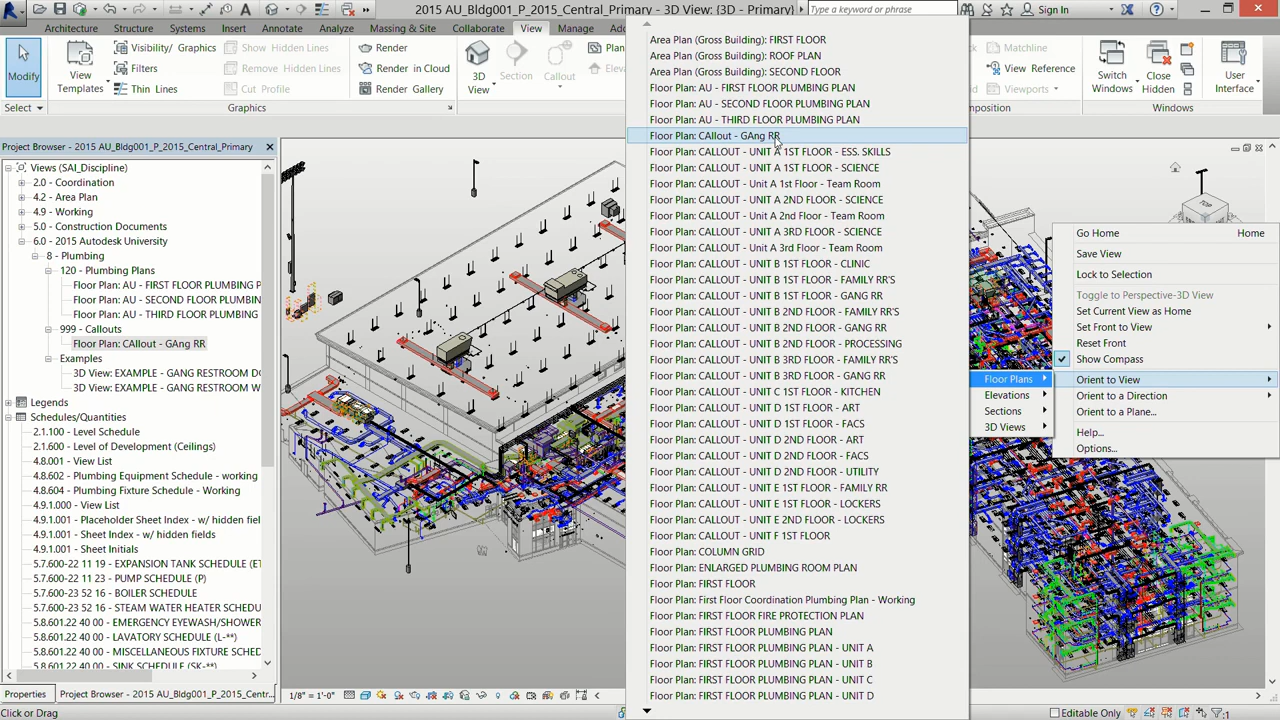 2015 AU_Bldg001_P_2015_Central_Primary - 3D View: {3D - Primary}
Type a keyword or phrase
Sign In
Architecture Structure Systems Insert Annotate Analyze Massing & Site Collaborate View Manage
Modify
Select
View Templates
Visibility/ Graphics
Filters
Thin Lines
Show Hidden Lines
Remove Hidden Lines
Cut Profile
Graphics
Render
Render in Cloud
Render Gallery
3D View
Section
Callout
Matchline
View Reference
Switch Windows
Close Hidden
User Interface
Windows
Project Browser - 2015 AU_Bldg001_P_2015_Central_Primary
Views (SAI_Discipline)
2.0 - Coordination
4.2 - Area Plan
4.9 - Working
5.0 - Construction Documents
6.0 - 2015 Autodesk University
8 - Plumbing
120 - Plumbing Plans
Floor Plan: AU - FIRST FLOOR PLUMBING P
Floor Plan: AU - SECOND FLOOR PLUMBIN
Floor Plan: AU - THIRD FLOOR PLUMBING
999 - Callouts
Floor Plan: CAllout - GAng RR
Examples
3D View: EXAMPLE - GANG RESTROOM DO
3D View: EXAMPLE - GANG RESTROOM W
Legends
Schedules/Quantities
2.1.100 - Level Schedule
2.1.600 - Level of Development (Ceilings)
4.8.001 - View List
4.8.602 - Plumbing Equipment Schedule - working
4.8.604 - Plumbing Fixture Schedule - Working
4.9.1.000 - View List
4.9.1.001 - Placeholder Sheet Index - w/ hidden fiel
4.9.1.001 - Sheet Index - w/ hidden fields
4.9.1.001 - Sheet Initials
5.7.600-22 11 19 - EXPANSION TANK SCHEDULE (ET
5.7.600-22 11 23 - PUMP SCHEDULE (P)
5.7.600-23 52 16 - BOILER SCHEDULE
5.7.600-23 52 16 - STEAM WATER HEATER SCHEDU
5.8.601.22 40 00 - EMERGENCY EYEWASH/SHOWE
5.8.601.22 40 00 - LAVATORY SCHEDULE (L-**)
5.8.601.22 40 00 - MISCELLANEOUS FIXTURE SCHED
5.8.601.22 40 00 - SINK SCHEDULE (SK-**)
Properties
Project Browser - 2015 AU_Bldg001_P_2015_Centr...
Click or Drag
1/8" = 1'-0"
Area Plan (Gross Building): FIRST FLOOR
Area Plan (Gross Building): ROOF PLAN
Area Plan (Gross Building): SECOND FLOOR
Floor Plan: AU - FIRST FLOOR PLUMBING PLAN
Floor Plan: AU - SECOND FLOOR PLUMBING PLAN
Floor Plan: AU - THIRD FLOOR PLUMBING PLAN
Floor Plan: CAllout - GAng RR
Floor Plan: CALLOUT - UNIT A 1ST FLOOR - ESS. SKILLS
Floor Plan: CALLOUT - UNIT A 1ST FLOOR - SCIENCE
Floor Plan: CALLOUT - Unit A 1st Floor - Team Room
Floor Plan: CALLOUT - UNIT A 2ND FLOOR - SCIENCE
Floor Plan: CALLOUT - Unit A 2nd Floor - Team Room
Floor Plan: CALLOUT - UNIT A 3RD FLOOR - SCIENCE
Floor Plan: CALLOUT - Unit A 3rd Floor - Team Room
Floor Plan: CALLOUT - UNIT B 1ST FLOOR - CLINIC
Floor Plan: CALLOUT - UNIT B 1ST FLOOR - FAMILY RR'S
Floor Plan: CALLOUT - UNIT B 1ST FLOOR - GANG RR
Floor Plan: CALLOUT - UNIT B 2ND FLOOR - FAMILY RR'S
Floor Plan: CALLOUT - UNIT B 2ND FLOOR - GANG RR
Floor Plan: CALLOUT - UNIT B 2ND FLOOR - PROCESSING
Floor Plan: CALLOUT - UNIT B 3RD FLOOR - FAMILY RR'S
Floor Plan: CALLOUT - UNIT B 3RD FLOOR - GANG RR
Floor Plan: CALLOUT - UNIT C 1ST FLOOR - KITCHEN
Floor Plan: CALLOUT - UNIT D 1ST FLOOR - ART
Floor Plan: CALLOUT - UNIT D 1ST FLOOR - FACS
Floor Plan: CALLOUT - UNIT D 2ND FLOOR - ART
Floor Plan: CALLOUT - UNIT D 2ND FLOOR - FACS
Floor Plan: CALLOUT - UNIT D 2ND FLOOR - UTILITY
Floor Plan: CALLOUT - UNIT E 1ST FLOOR - FAMILY RR
Floor Plan: CALLOUT - UNIT E 1ST FLOOR - LOCKERS
Floor Plan: CALLOUT - UNIT E 2ND FLOOR - LOCKERS
Floor Plan: CALLOUT - UNIT F 1ST FLOOR
Floor Plan: COLUMN GRID
Floor Plan: ENLARGED PLUMBING ROOM PLAN
Floor Plan: FIRST FLOOR
Floor Plan: First Floor Coordination Plumbing Plan - Working
Floor Plan: FIRST FLOOR FIRE PROTECTION PLAN
Floor Plan: FIRST FLOOR PLUMBING PLAN
Floor Plan: FIRST FLOOR PLUMBING PLAN - UNIT A
Floor Plan: FIRST FLOOR PLUMBING PLAN - UNIT B
Floor Plan: FIRST FLOOR PLUMBING PLAN - UNIT C
Floor Plan: FIRST FLOOR PLUMBING PLAN - UNIT D
Floor Plans
Elevations
Sections
3D Views
TOP
Go Home Home
Save View
Lock to Selection
Toggle to Perspective-3D View
Set Current View as Home
Set Front to View
Reset Front
Show Compass
Orient to View
Orient to a Direction
Orient to a Plane...
Help...
Options...
Editable Only
:1